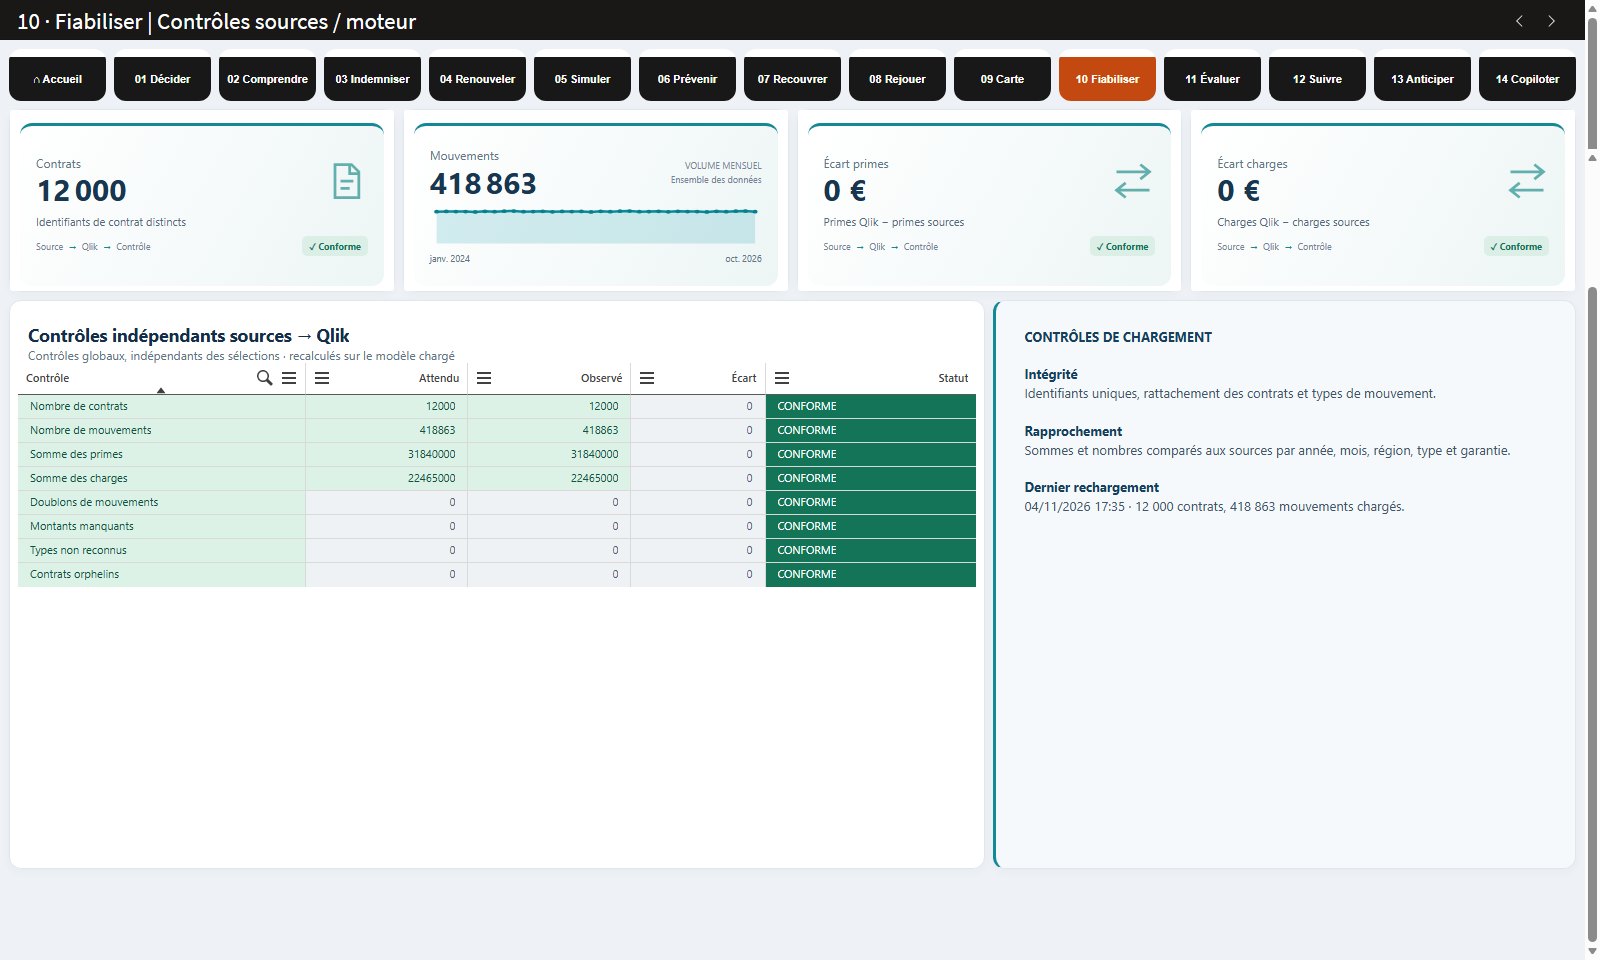 10 · Fiabiliser | Contrôles sources / moteur
∩ Accueil
01 Décider
02 Comprendre
03 Indemniser
04 Renouveler
05 Simuler
06 Prévenir
07 Recouvrer
08 Rejouer
09 Carte
10 Fiabiliser
11 Évaluer
12 Suivre
13 Anticiper
14 Copiloter
Contrats
12 000
Identifiants de contrat distincts
Source → Qlik → Contrôle
✓ Conforme
Mouvements
418 863
VOLUME MENSUEL
Ensemble des données
janv. 2024
oct. 2026
Écart primes
0 €
Primes Qlik − primes sources
Source → Qlik → Contrôle
✓ Conforme
Écart charges
0 €
Charges Qlik − charges sources
Source → Qlik → Contrôle
✓ Conforme
Contrôles indépendants sources → Qlik
Contrôles globaux, indépendants des sélections · recalculés sur le modèle chargé
Contrôle Attendu Observé Écart Statut
Nombre de contrats 12000 12000 0 CONFORME
Nombre de mouvements 418863 418863 0 CONFORME
Somme des primes 31840000 31840000 0 CONFORME
Somme des charges 22465000 22465000 0 CONFORME
Doublons de mouvements 0 0 0 CONFORME
Montants manquants 0 0 0 CONFORME
Types non reconnus 0 0 0 CONFORME
Contrats orphelins 0 0 0 CONFORME
CONTRÔLES DE CHARGEMENT
Intégrité
Identifiants uniques, rattachement des contrats et types de mouvement.
Rapprochement
Sommes et nombres comparés aux sources par année, mois, région, type et garantie.
Dernier rechargement
04/11/2026 17:35 · 12 000 contrats, 418 863 mouvements chargés.